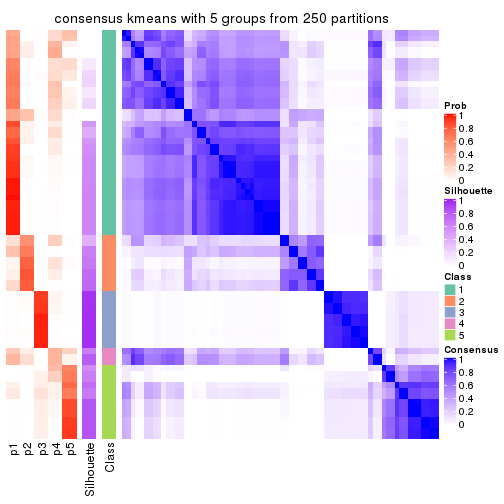 consensus kmeans with 5 groups from 250 partitions
Prob
1
0.8
0.6
0.4
0.2
0
Silhouette
1
0.8
0.6
0.4
0.2
0
Class
1
2
3
4
5
Consensus
1
0.8
0.6
0.4
0.2
0
p1
p2
p3
p4
p5
Silhouette
Class